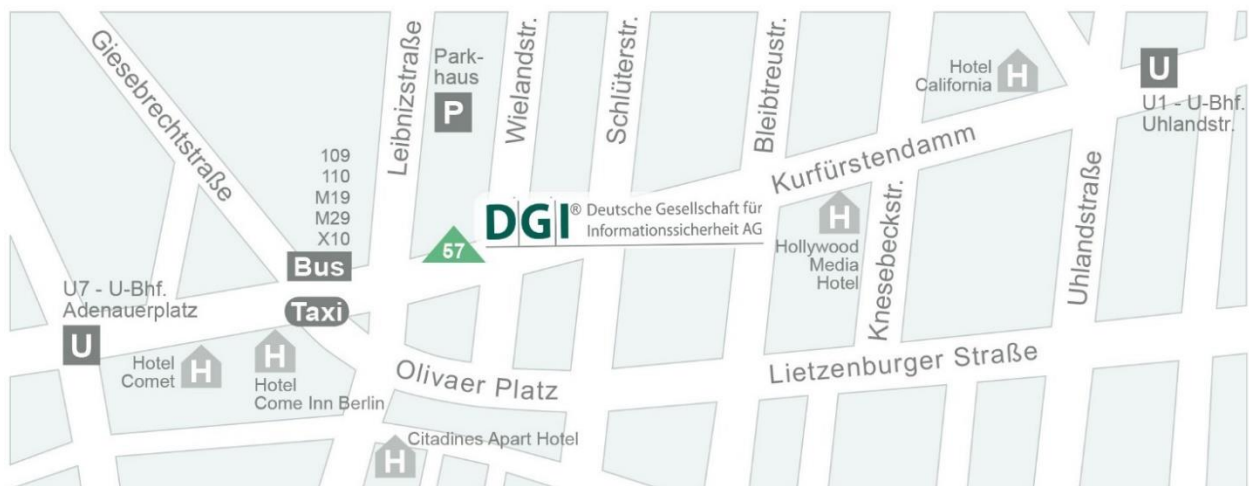 Giesebrechtstraße
Leibnizstraße
Park-
haus
P
Wielandstr.
Schlüterstr.
Bleibtreustr.
Hotel
California
H
U
U1 - U-Bhf.
Uhlandstr.
Kurfürstendamm
109
110
M19
M29
X10
Bus
Taxi
57
DGI® Deutsche Gesellschaft für
Informationssicherheit AG
H
Hollywood
Media
Hotel
Knesebeckstr.
Uhlandstraße
U7 - U-Bhf.
Adenauerplatz
U
Hotel
Comet
H
H
Hotel
Come Inn Berlin
Olivaer Platz
Lietzenburger Straße
Citadines Apart Hotel
H